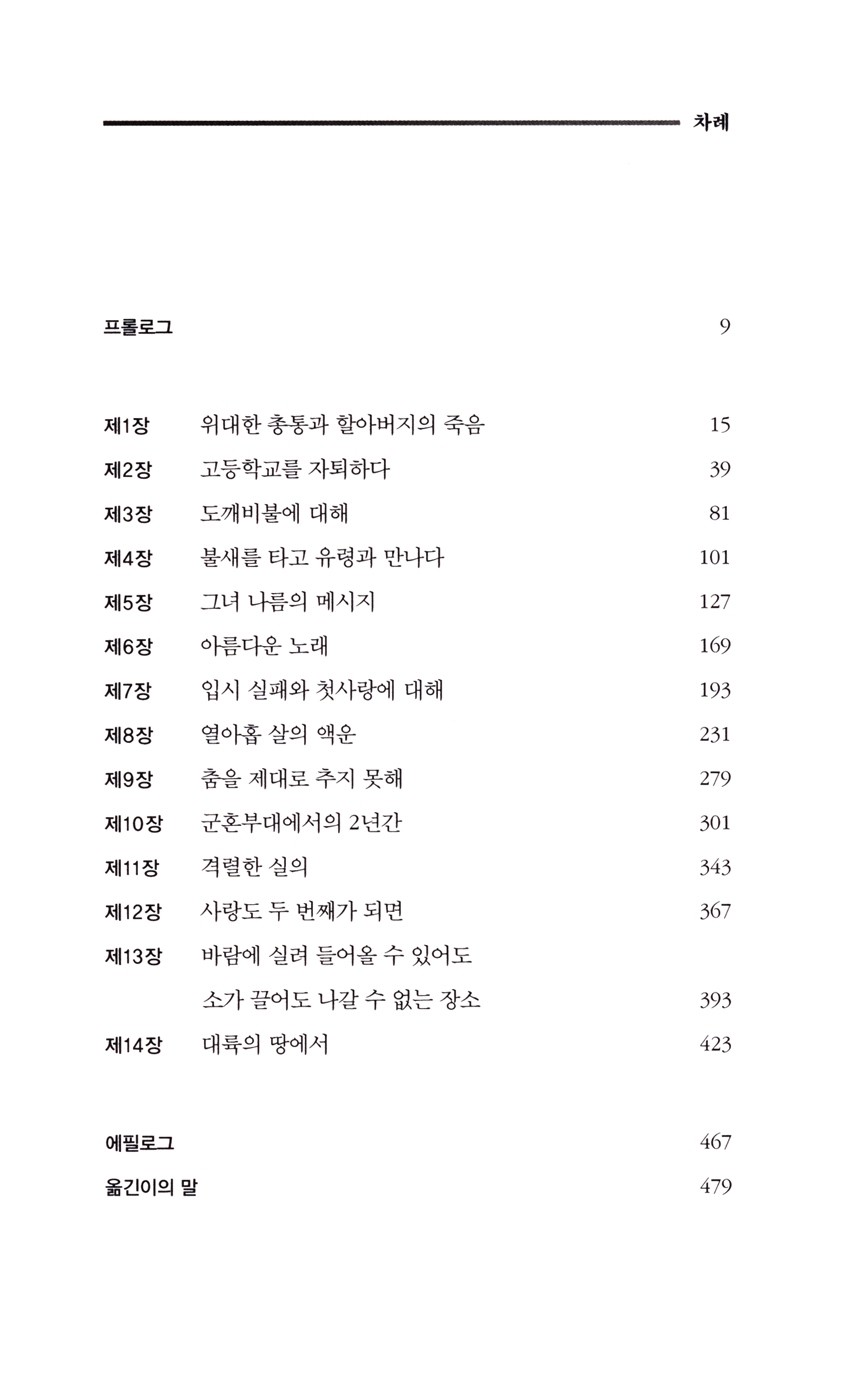 차례
프롤로그 9
제1장 위대한 총통과 할아버지의 죽음 15
제2장 고등학교를 자퇴하다 39
제3장 도깨비불에 대해 81
제4장 불새를 타고 유령과 만나다 101
제5장 그녀 나름의 메시지 127
제6장 아름다운 노래 169
제7장 입시 실패와 첫사랑에 대해 193
제8장 열아홉 살의 액운 231
제9장 춤을 제대로 추지 못해 279
제10장 군혼부대에서의 2년간 301
제11장 격렬한 실의 343
제12장 사랑도 두 번째가 되면 367
제13장 바람에 실려 들어올 수 있어도
소가 끌어도 나갈 수 없는 장소 393
제14장 대륙의 땅에서 423
에필로그 467
옮긴이의 말 479